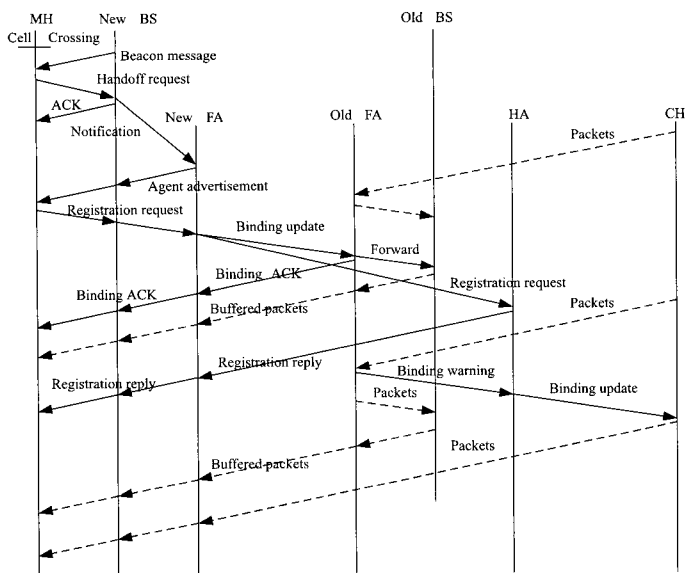 MH New BS Old BS
Cell Crossing
Beacon message
Handoff request
ACK
Notification
New FA Old FA HA CH
Packets
Agent advertisement
Registration request
Binding update
Forward
Binding ACK
Registration request
Binding ACK
Buffered packets
Packets
Registration reply
Binding warning
Registration reply
Binding update
Packets
Packets
Buffered packets